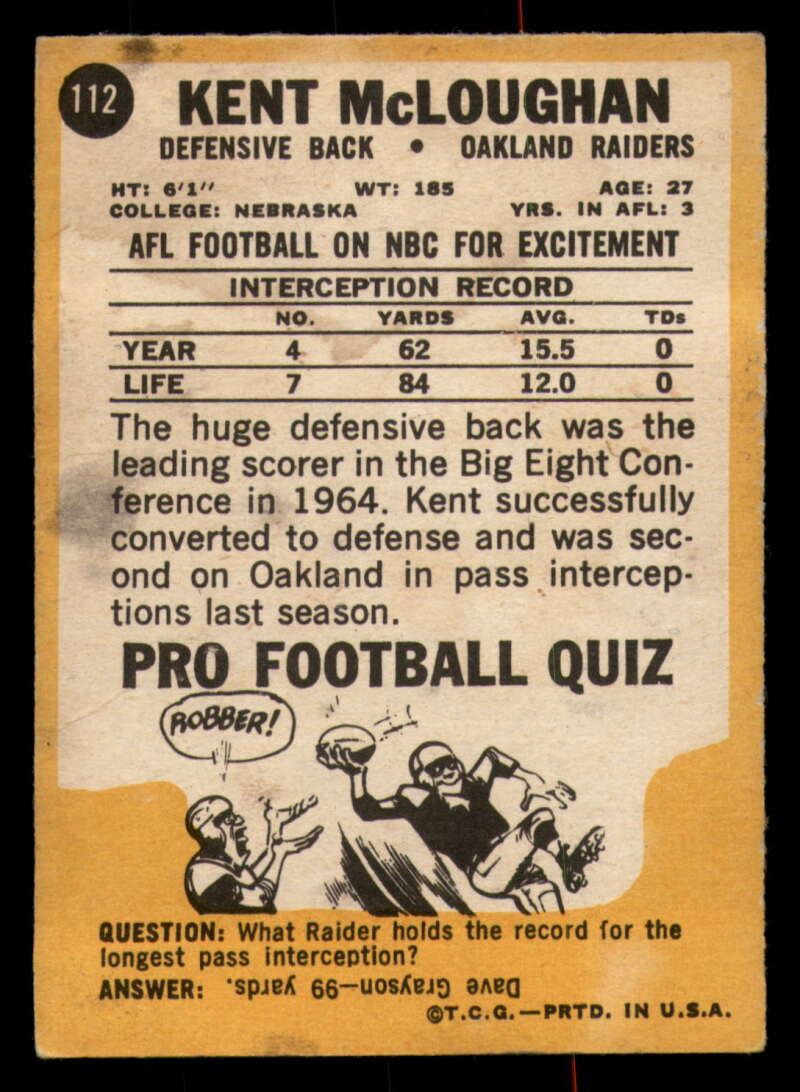 112
KENT McLOUGHAN
DEFENSIVE BACK • OAKLAND RAIDERS
HT: 6'1" WT: 185 AGE: 27
COLLEGE: NEBRASKA YRS. IN AFL: 3
AFL FOOTBALL ON NBC FOR EXCITEMENT
INTERCEPTION RECORD
NO. YARDS AVG. TDs
YEAR 4 62 15.5 0
LIFE 7 84 12.0 0
The huge defensive back was the
leading scorer in the Big Eight Con-
ference in 1964. Kent successfully
converted to defense and was sec-
ond on Oakland in pass intercep-
tions last season.
PRO FOOTBALL QUIZ
ROBBER!
QUESTION: What Raider holds the record for the
longest pass interception?
ANSWER: Dave Grayson—99 yards.
©T.C.G.—PRTD. IN U.S.A.